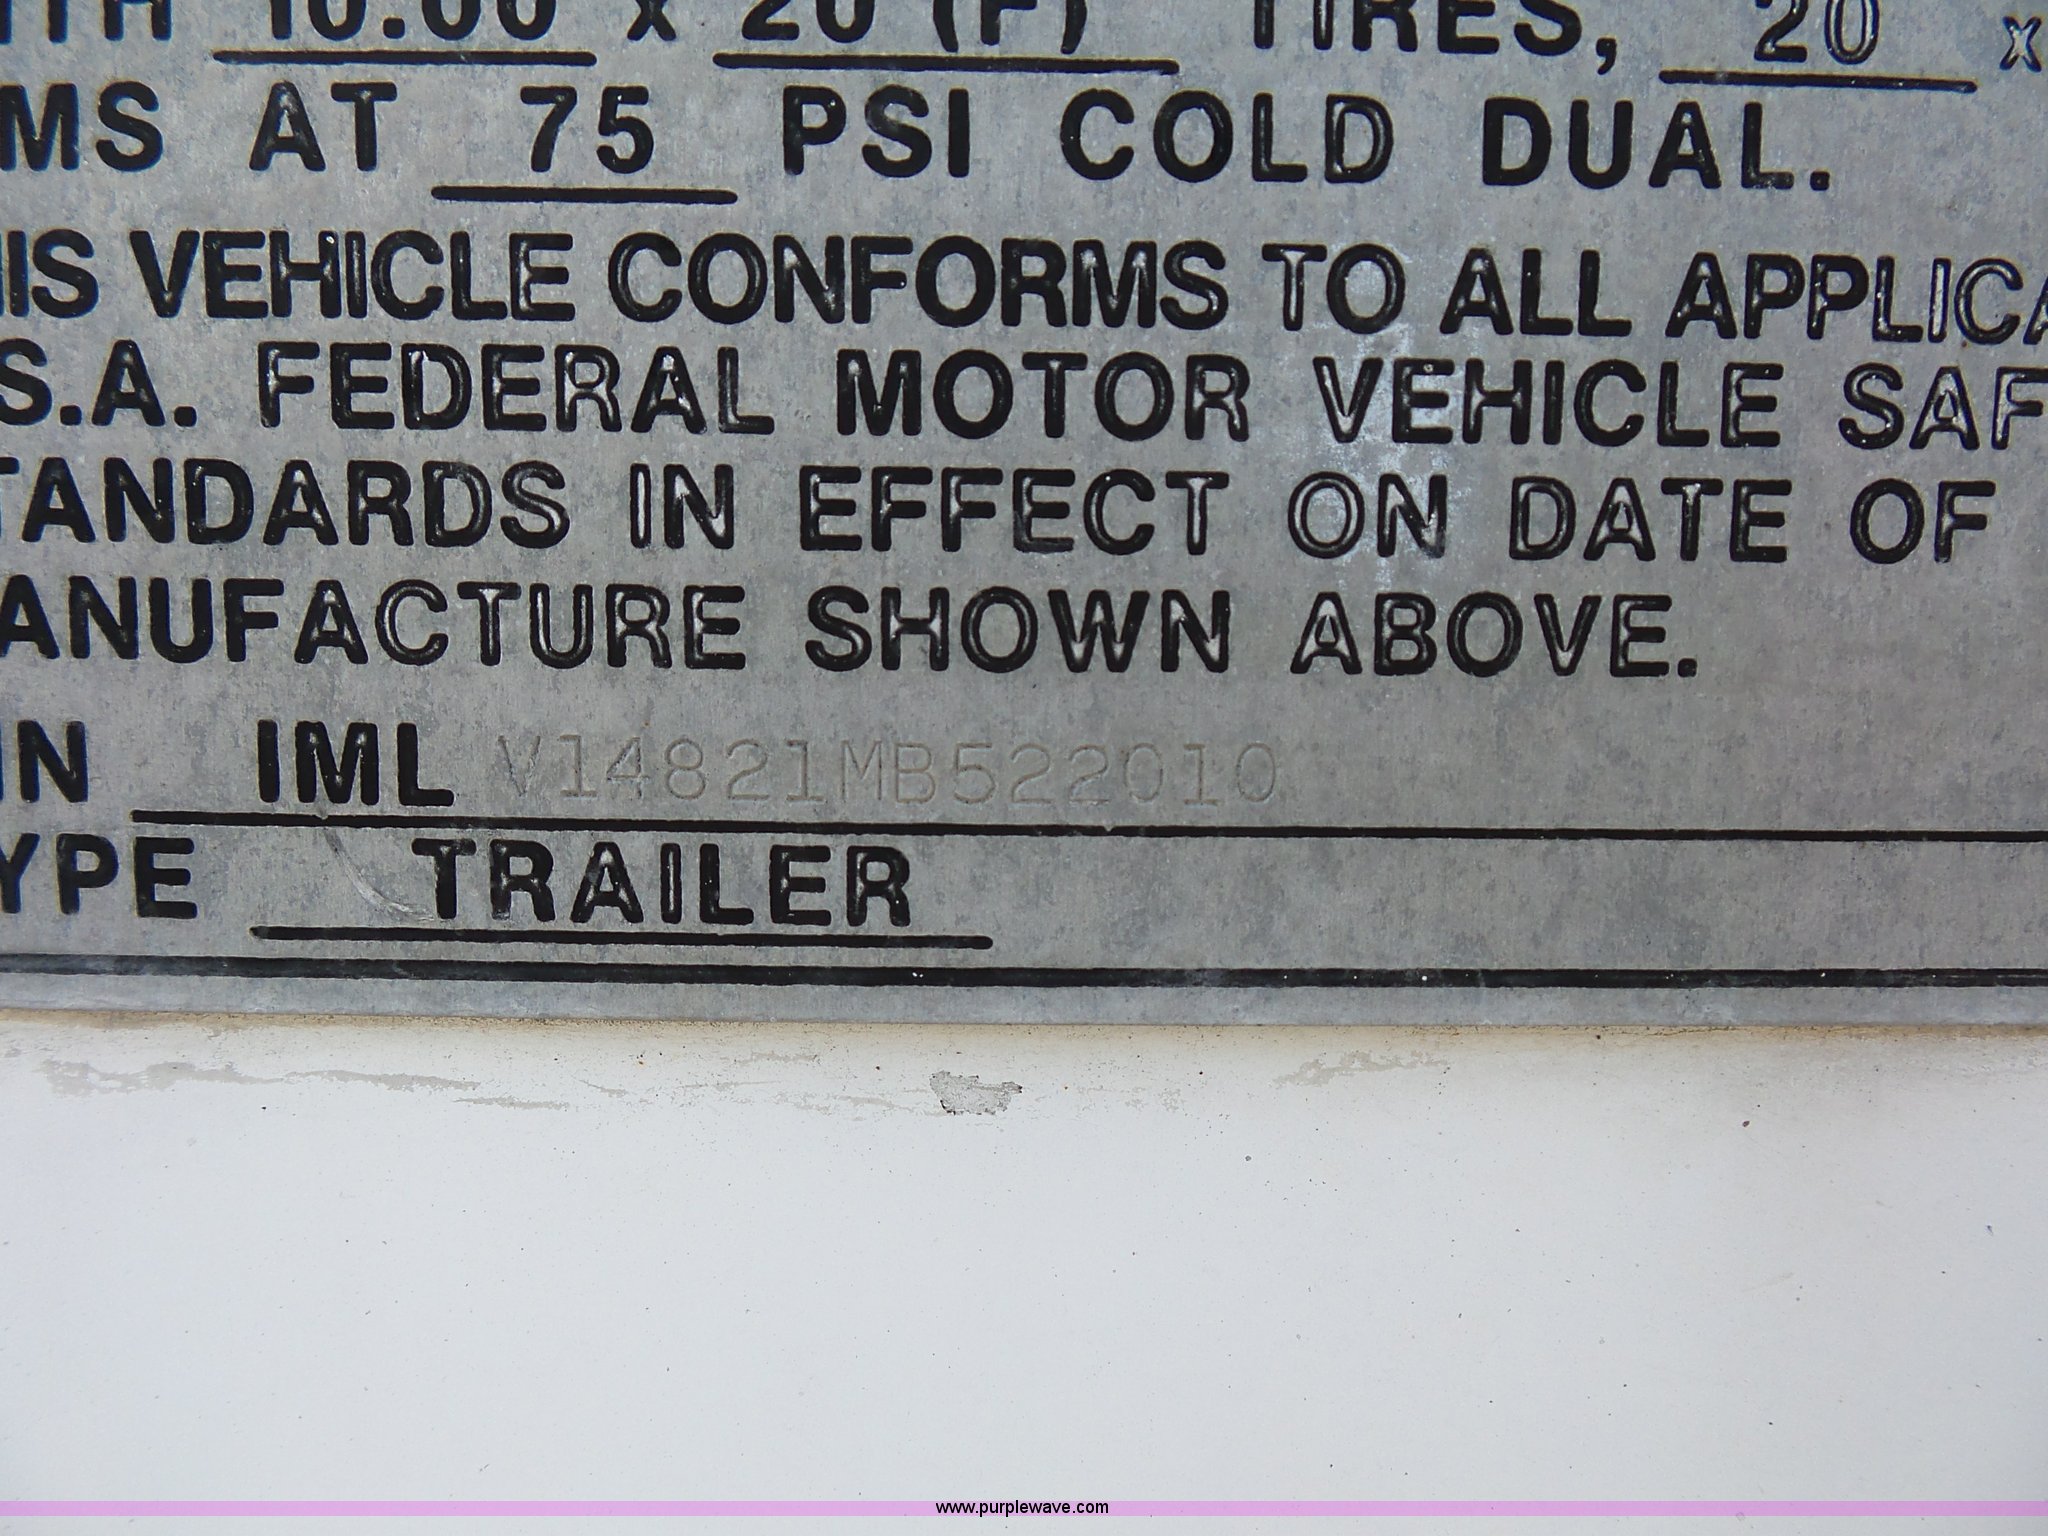 ITH 10.00 x 20 (F) TIRES, 20 x
MS AT 75 PSI COLD DUAL.
IS VEHICLE CONFORMS TO ALL APPLICA
S.A. FEDERAL MOTOR VEHICLE SAF
TANDARDS IN EFFECT ON DATE OF
ANUFACTURE SHOWN ABOVE.
IN IML V14821MB522010
YPE TRAILER
www.purplewave.com